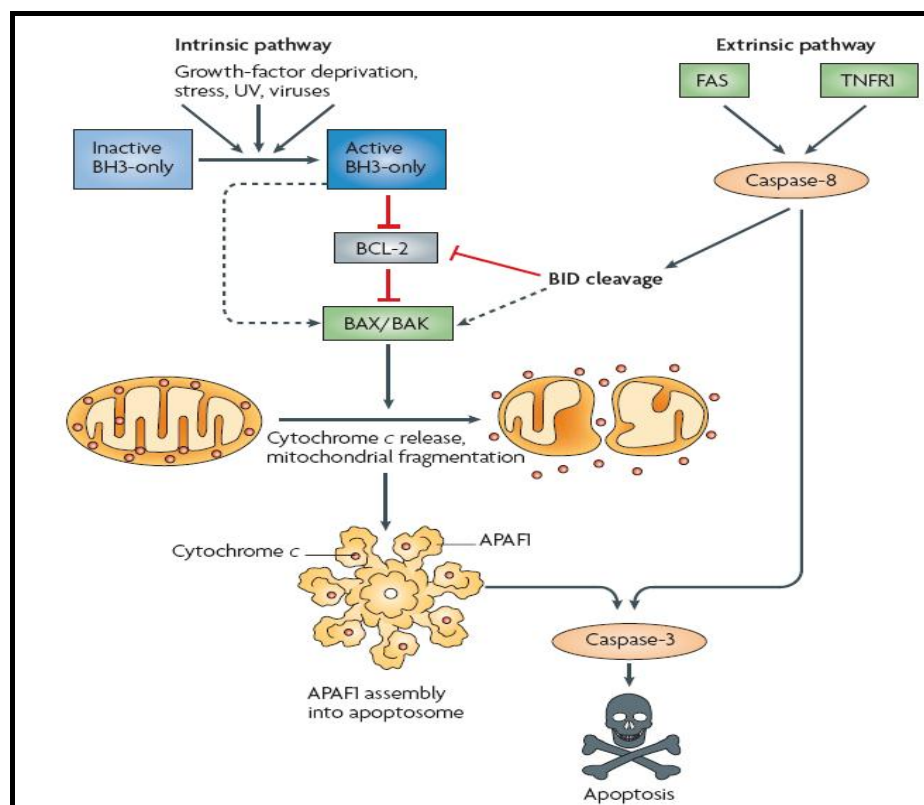 Intrinsic pathway
Growth-factor deprivation,
stress, UV, viruses
Extrinsic pathway
FAS
TNFR1
Inactive
BH3-only
Active
BH3-only
Caspase-8
BCL-2
BID cleavage
BAX/BAK
Cytochrome c release,
mitochondrial fragmentation
Cytochrome c
APAF1
Caspase-3
APAF1 assembly
into apoptosome
Apoptosis